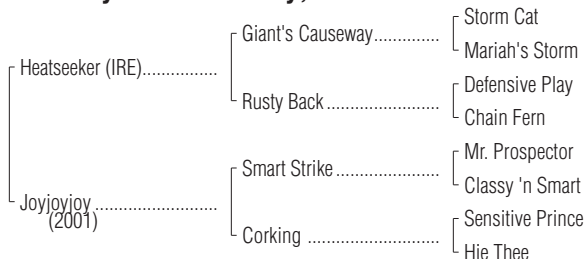 Storm Cat
Giant's Causeway..............
Mariah's Storm
Heatseeker (IRE)...............
Defensive Play
Rusty Back ......................
Chain Fern
Mr. Prospector
Smart Strike .....................
Classy 'n Smart
Joyjoyjoy ........................
(2001)
Sensitive Prince
Corking ..........................
Hie Thee